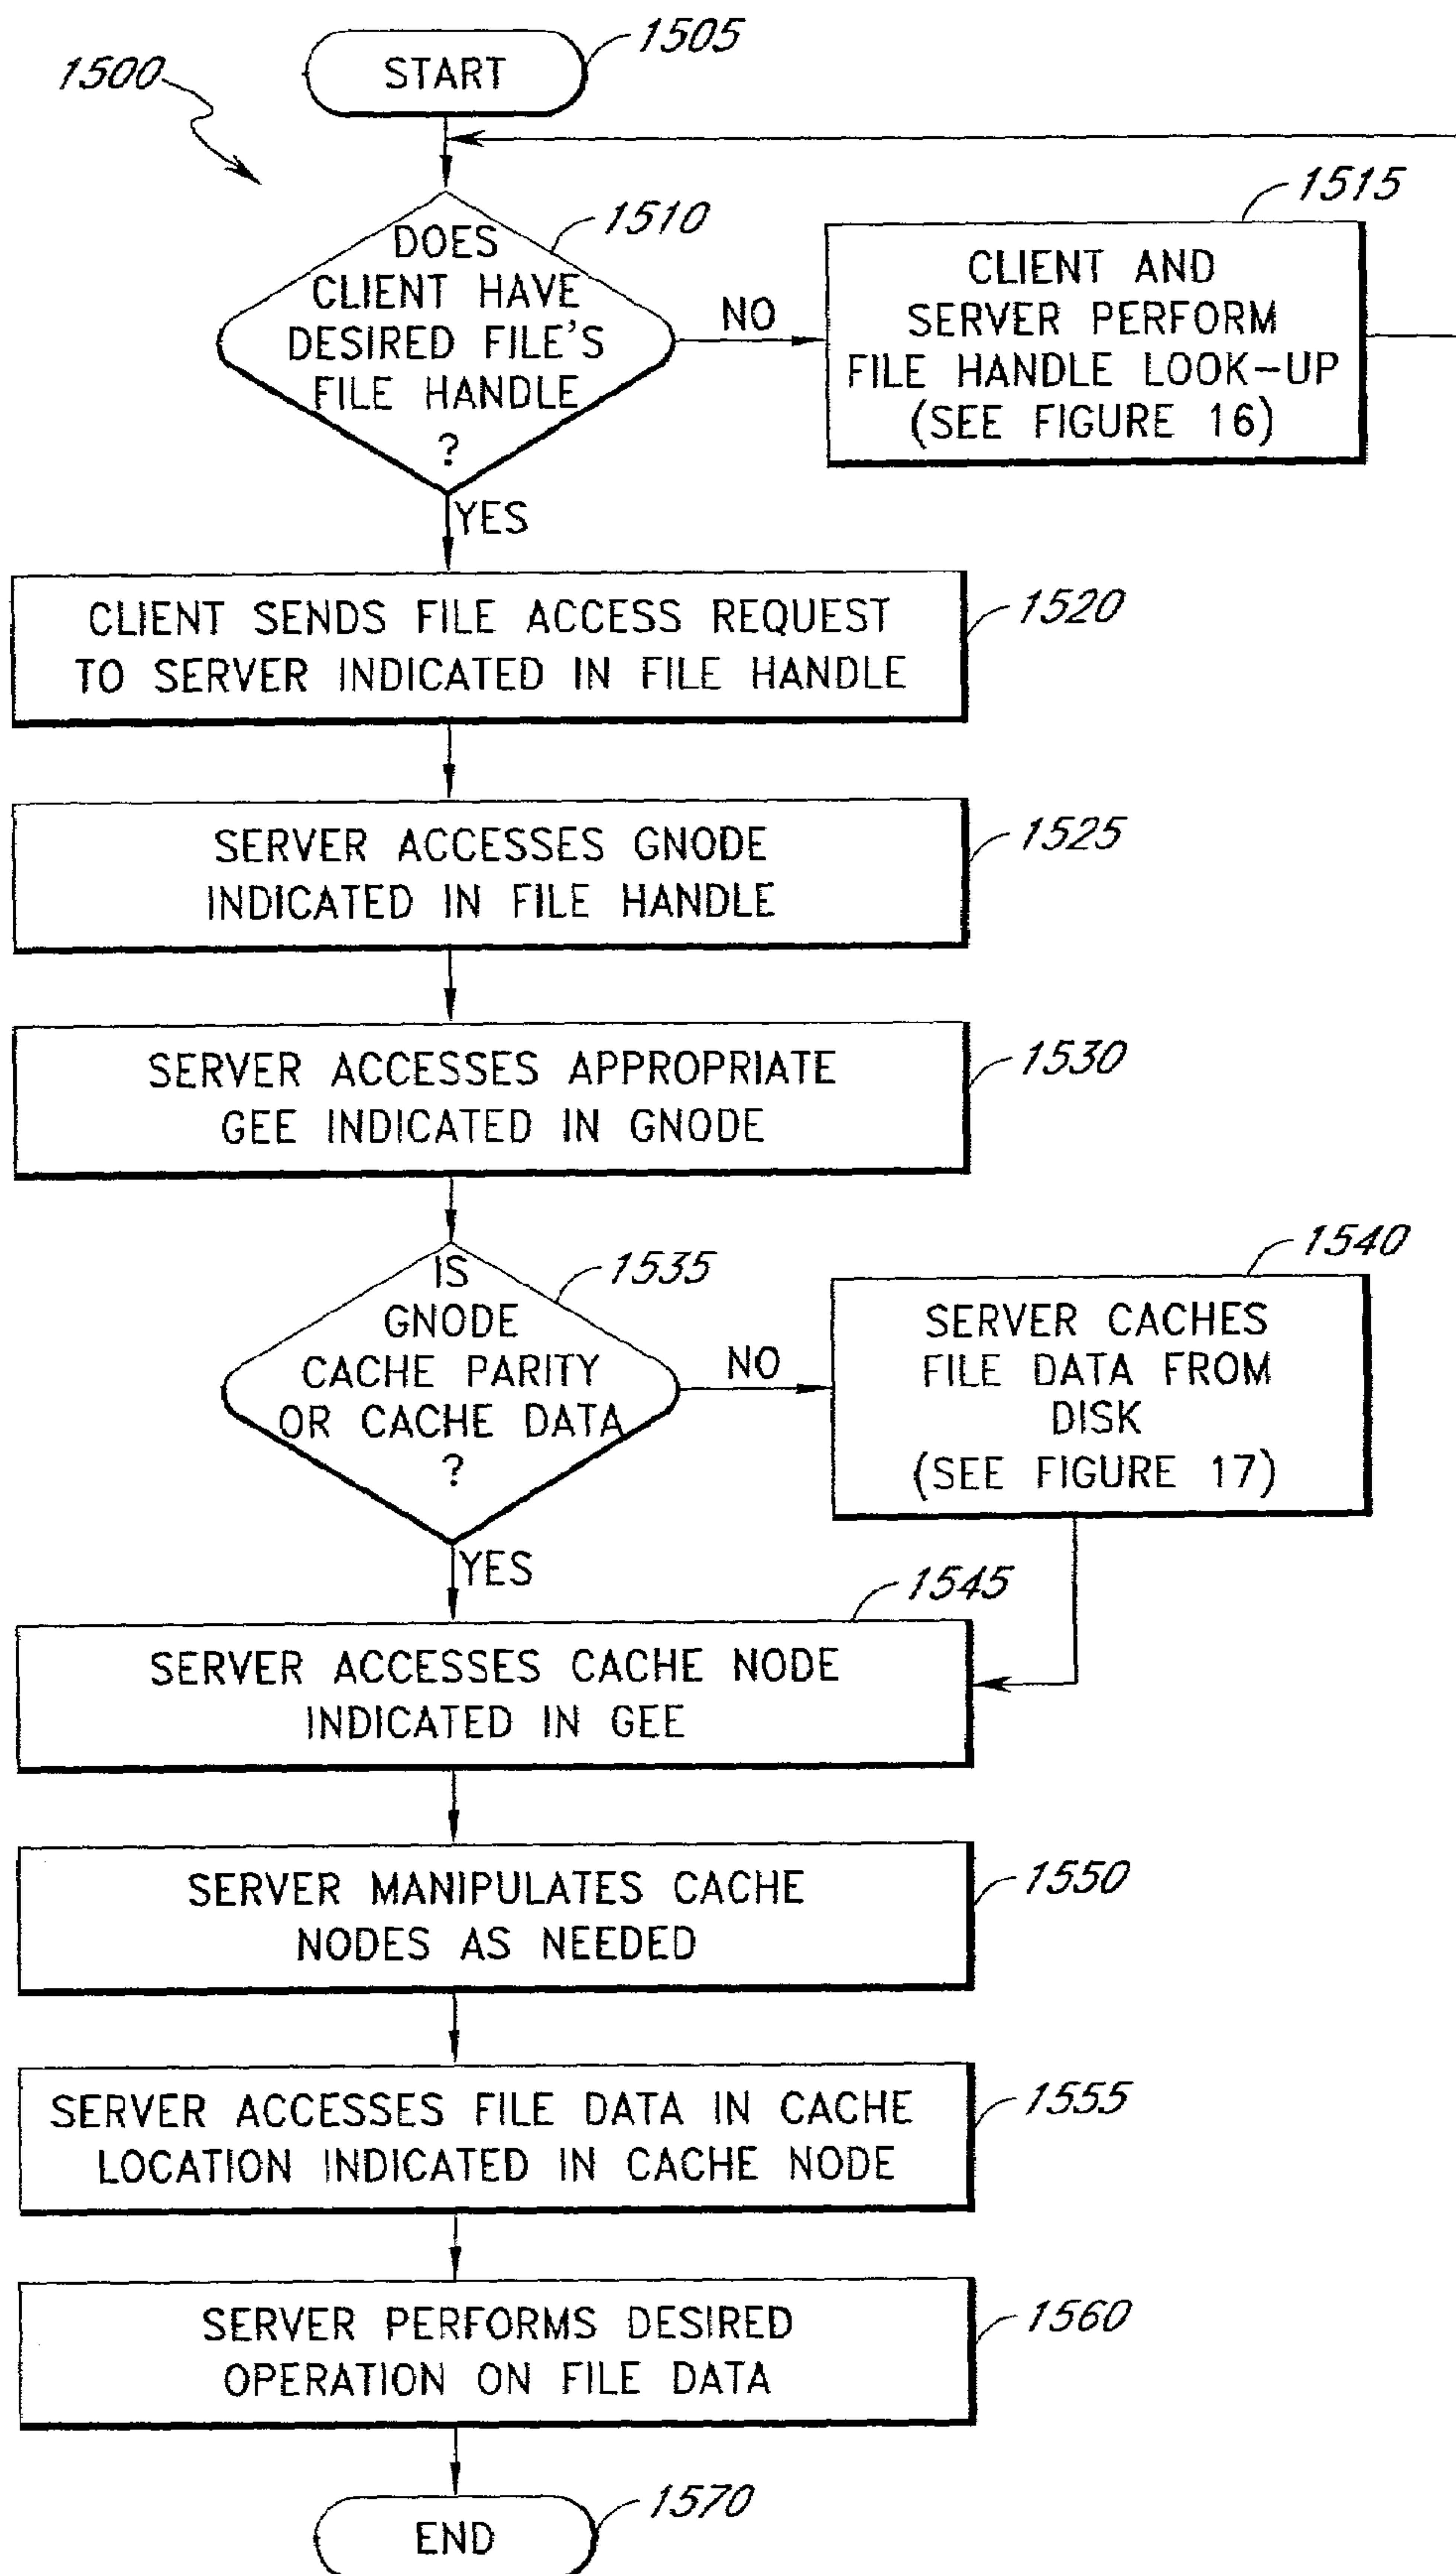 1500
START
1505
DOES
CLIENT HAVE
DESIRED FILE'S
FILE HANDLE
?
1510
NO
CLIENT AND
SERVER PERFORM
FILE HANDLE LOOK-UP
(SEE FIGURE 16)
1515
YES
CLIENT SENDS FILE ACCESS REQUEST
TO SERVER INDICATED IN FILE HANDLE
1520
SERVER ACCESSES GNODE
INDICATED IN FILE HANDLE
1525
SERVER ACCESSES APPROPRIATE
GEE INDICATED IN GNODE
1530
IS
GNODE
CACHE PARITY
OR CACHE DATA
?
1535
NO
SERVER CACHES
FILE DATA FROM
DISK
(SEE FIGURE 17)
1540
YES
SERVER ACCESSES CACHE NODE
INDICATED IN GEE
1545
SERVER MANIPULATES CACHE
NODES AS NEEDED
1550
SERVER ACCESSES FILE DATA IN CACHE
LOCATION INDICATED IN CACHE NODE
1555
SERVER PERFORMS DESIRED
OPERATION ON FILE DATA
1560
END
1570